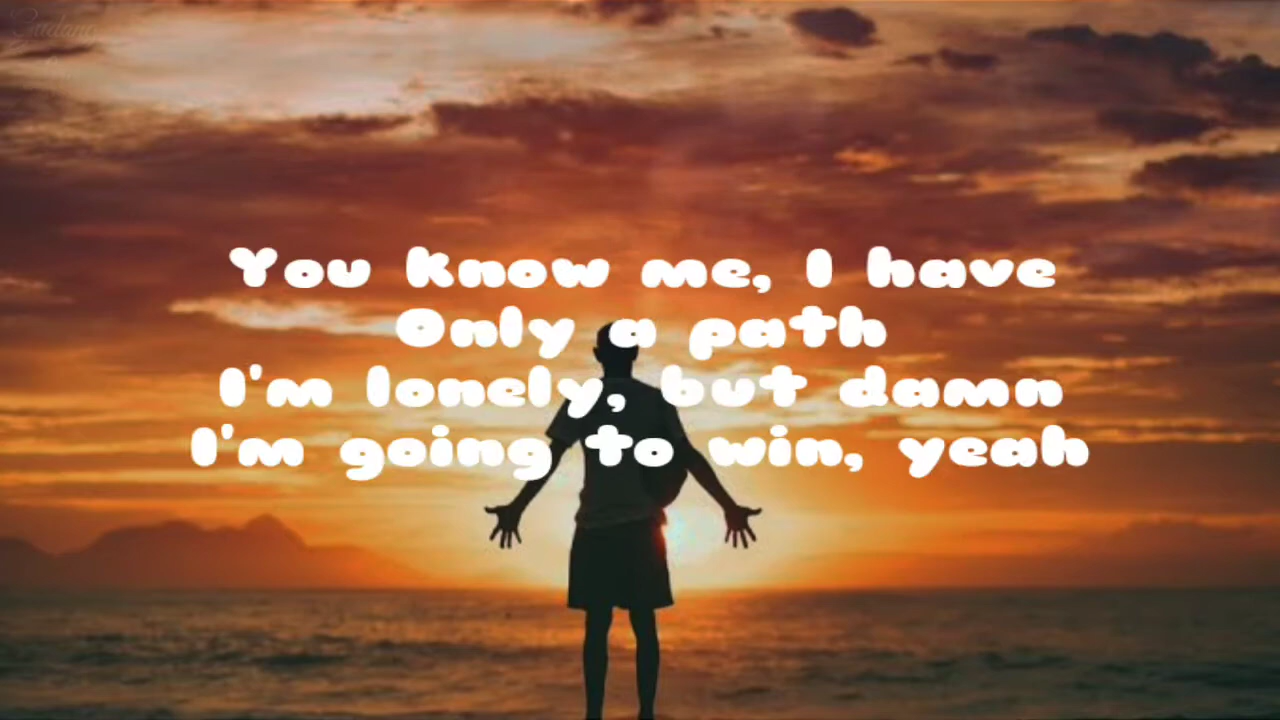 You know me, I have
Only a path
I'm lonely, but damn
I'm going to win, yeah